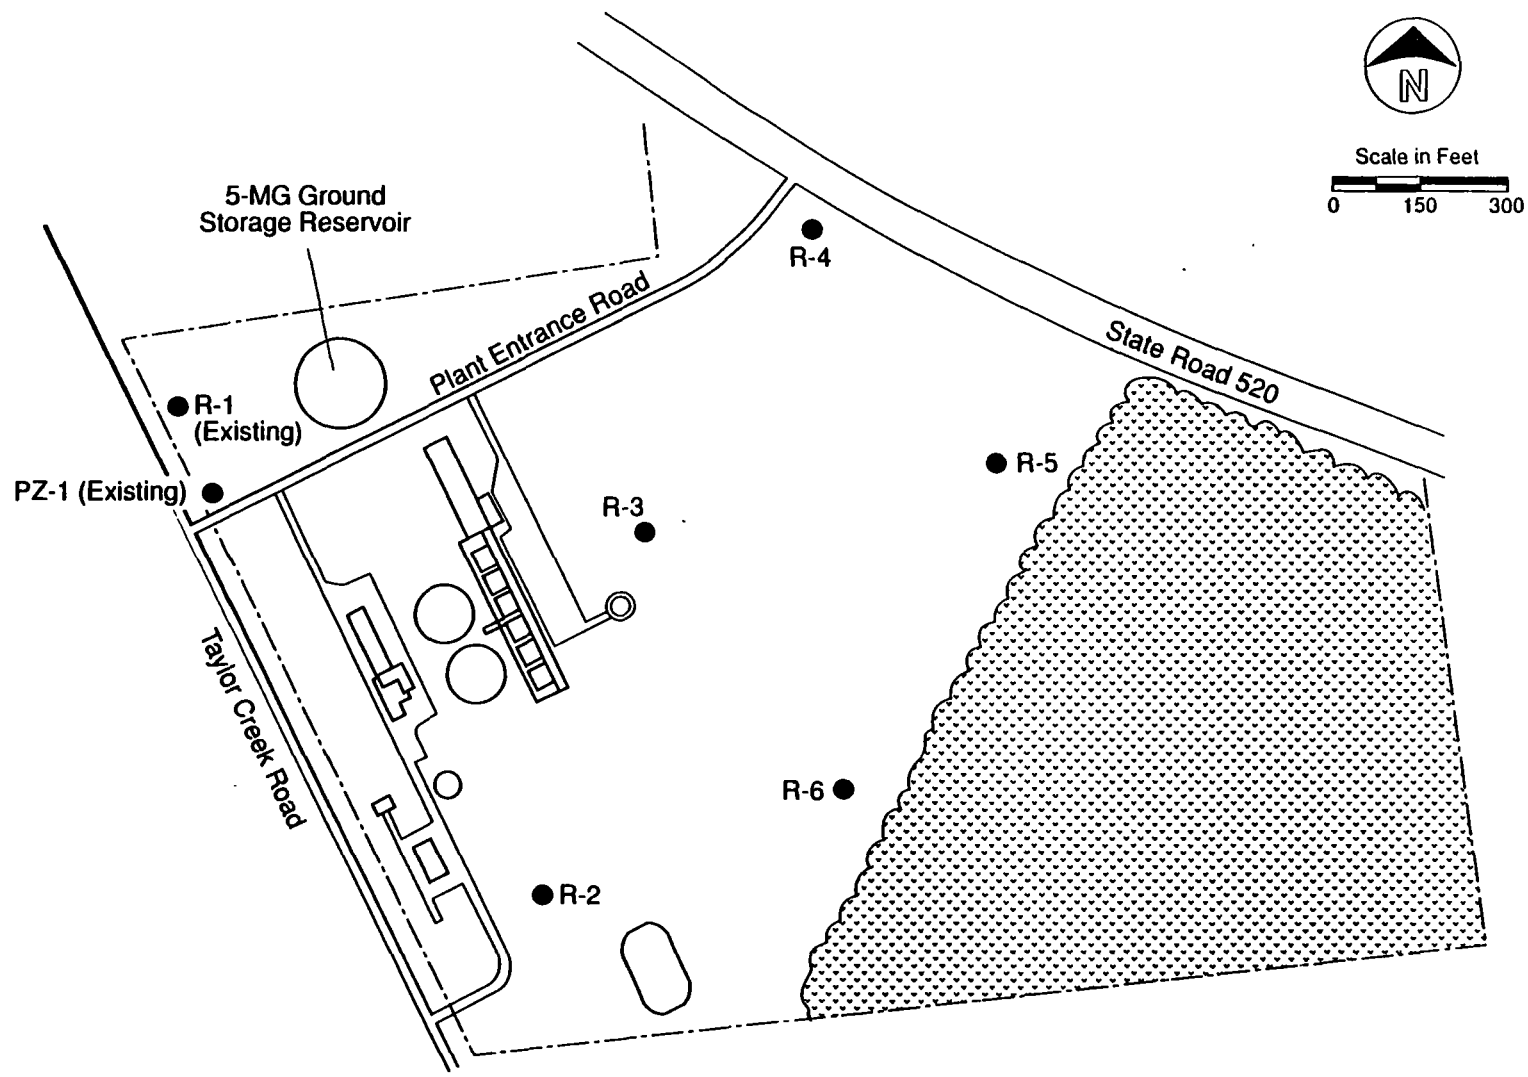 N
Scale in Feet
0 150 300
5-MG Ground
Storage Reservoir
R-4
Plant Entrance Road
State Road 520
R-1
(Existing)
PZ-1 (Existing)
R-5
R-3
Taylor Creek Road
R-6
R-2